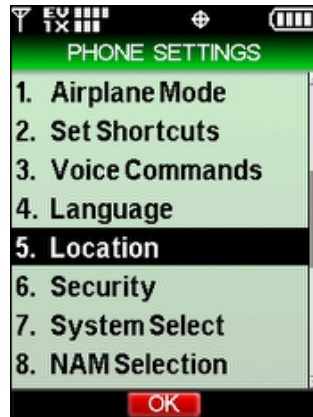 EV
1X
PHONE SETTINGS
1. Airplane Mode
2. Set Shortcuts
3. Voice Commands
4. Language
5. Location
6. Security
7. System Select
8. NAM Selection
OK